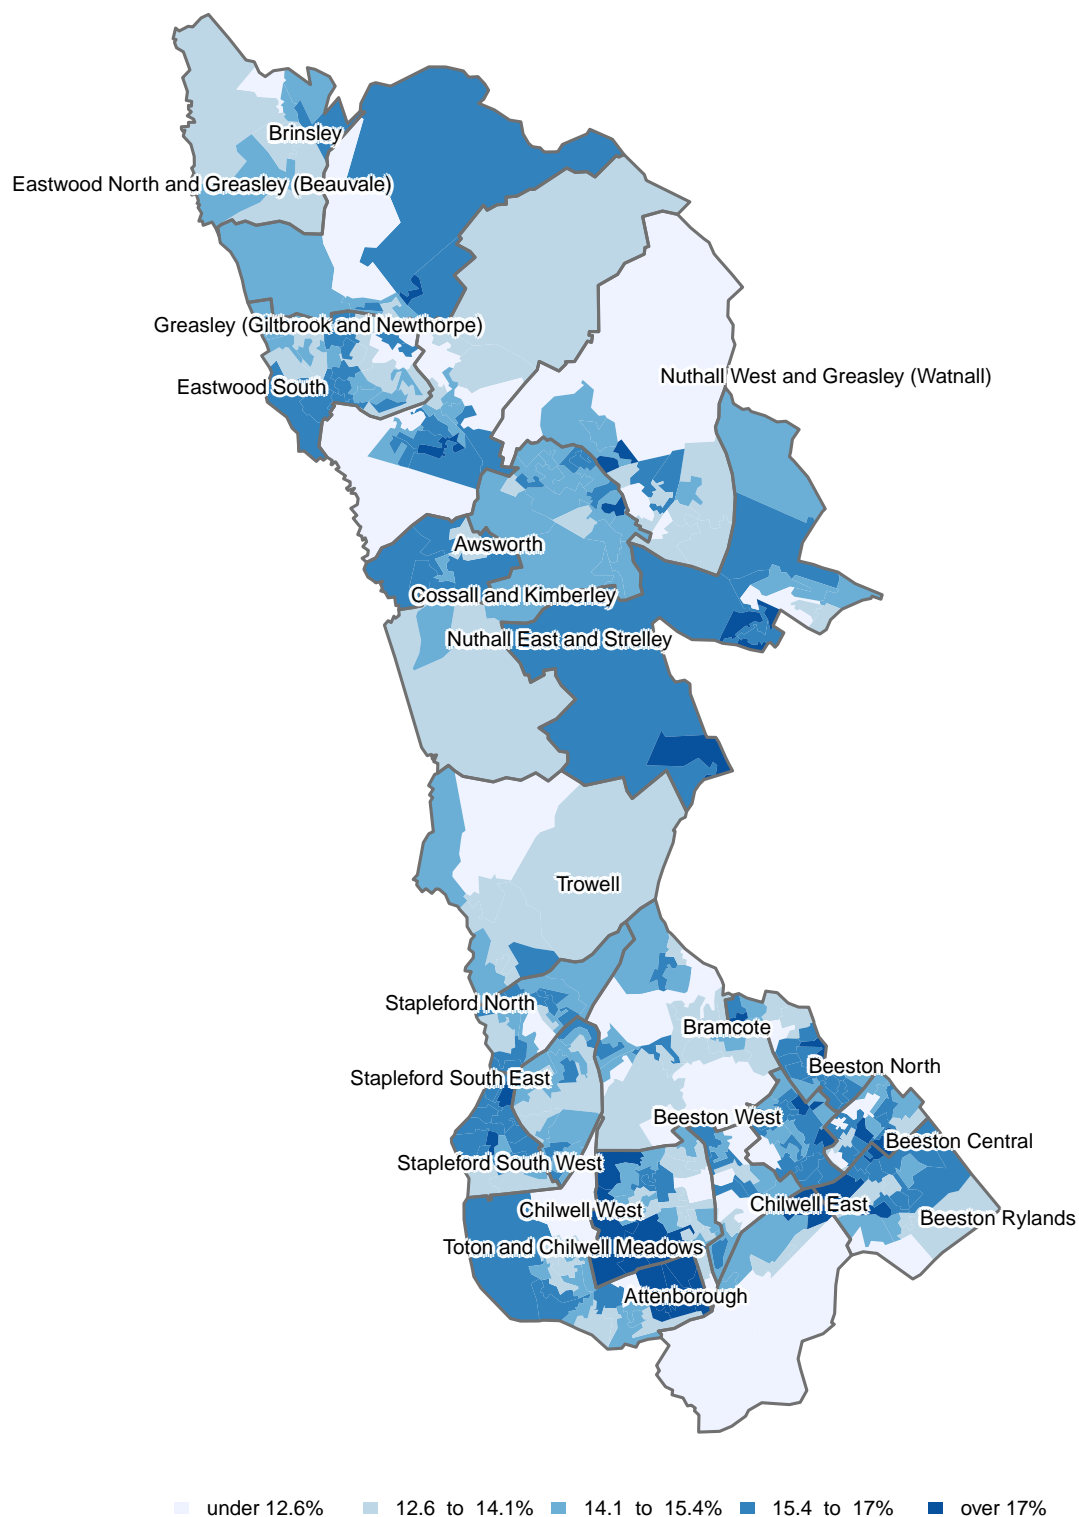 Brinsley
Eastwood North and Greasley (Beauvale)
Greasley (Giltbrook and Newthorpe)
Nuthall West and Greasley (Watnall)
Eastwood South
Awsworth
Cossall and Kimberley
Nuthall East and Strelley
Trowell
Stapleford North
Bramcote
Beeston North
Stapleford South East
Beeston West
Beeston Central
Stapleford South West
Chilwell East
Chilwell West
Beeston Rylands
Toton and Chilwell Meadows
Attenborough
under 12.6% 12.6 to 14.1% 14.1 to 15.4% 15.4 to 17% over 17%